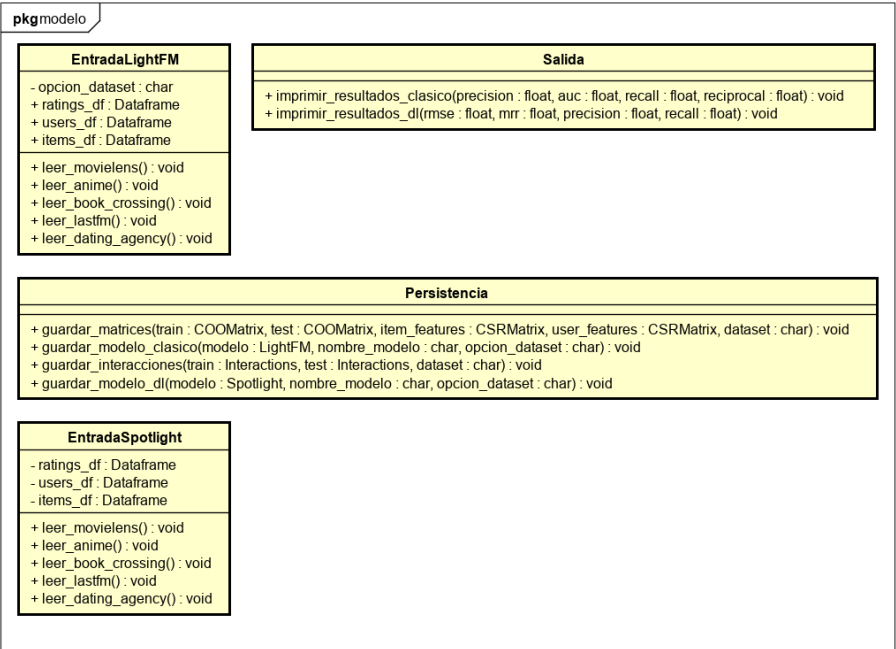 pkg modelo
EntradaLightFM
- opcion_dataset : char
+ ratings_df : Dataframe
+ users_df : Dataframe
+ items_df : Dataframe
+ leer_movielens() : void
+ leer_anime() : void
+ leer_book_crossing() : void
+ leer_lastfm() : void
+ leer_dating_agency() : void
Salida
+ imprimir_resultados_clasico(precision : float, auc : float, recall : float, reciprocal : float) : void
+ imprimir_resultados_dl(rmse : float, mrr : float, precision : float, recall : float) : void
Persistencia
+ guardar_matrices(train : COOMatrix, test : COOMatrix, item_features : CSRMatrix, user_features : CSRMatrix, dataset : char) : void
+ guardar_modelo_clasico(modelo : LightFM, nombre_modelo : char, opcion_dataset : char) : void
+ guardar_interacciones(train : Interactions, test : Interactions, dataset : char) : void
+ guardar_modelo_dl(modelo : Spotlight, nombre_modelo : char, opcion_dataset : char) : void
EntradaSpotlight
- ratings_df : Dataframe
- users_df : Dataframe
- items_df : Dataframe
+ leer_movielens() : void
+ leer_anime() : void
+ leer_book_crossing() : void
+ leer_lastfm() : void
+ leer_dating_agency() : void